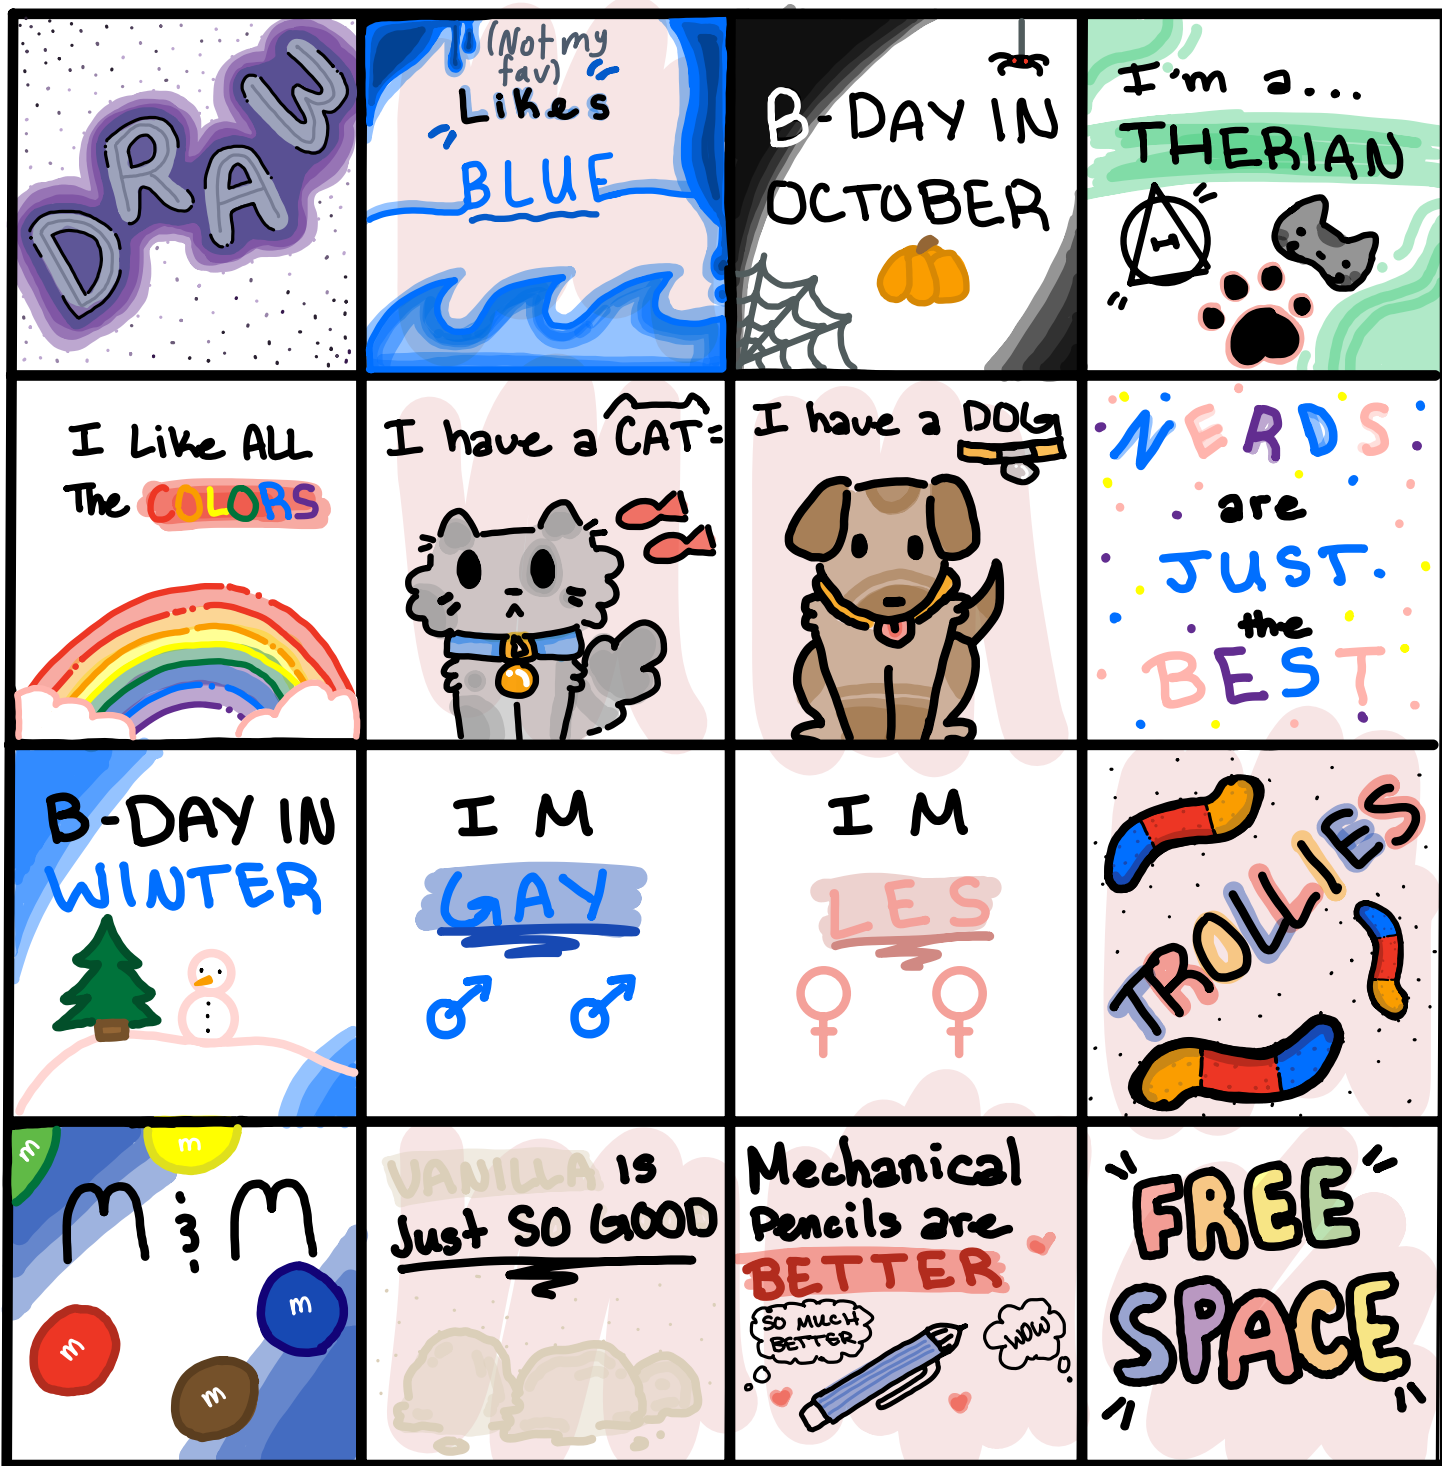 DRAW
(Not my
fav)
Likes
BLUE
B-DAY IN
OCTOBER
I'm a...
THERIAN
I Like ALL
The COLORS
I have a CAT
I have a DOG
NERDS
are
JUST.
the
BEST
B-DAY IN
WINTER
I M
GAY
I M
LES
TROLLIES
m
m
M & M
m
m
m
VANILLA is
Just SO GOOD
Mechanical
Pencils are
BETTER
SO MUCH
BETTER
WOW
FREE
SPACE